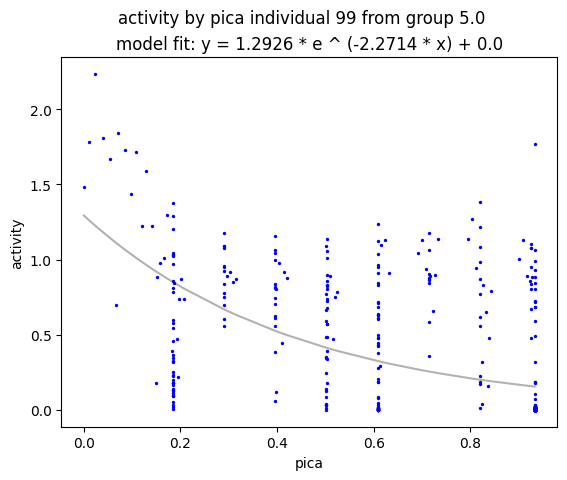 activity by pica individual 99 from group 5.0
model fit: y = 1.2926 * e ^ (-2.2714 * x) + 0.0
2.0
1.5
1.0
0.5
0.0
activity
0.0 0.2 0.4 0.6 0.8
pica